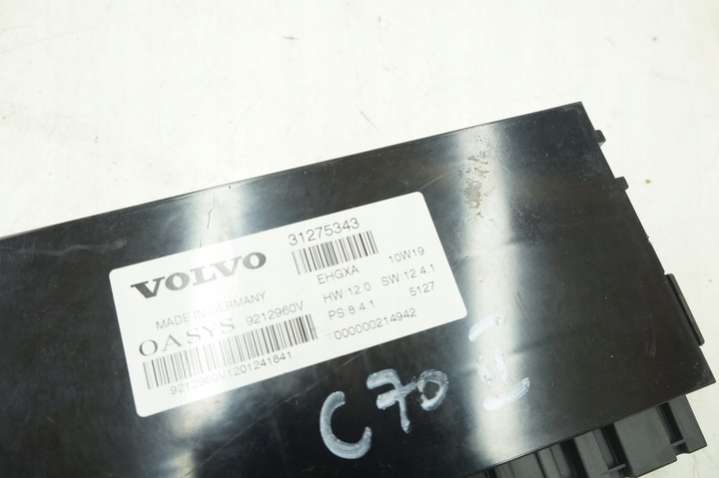 VOLVO
31275343
EHGXA 10W19
MADE IN GERMANY
HW 12.0 SW 12.4.1
OASYS 9212960V
PS 8.4.1 5127
000000214942
C70